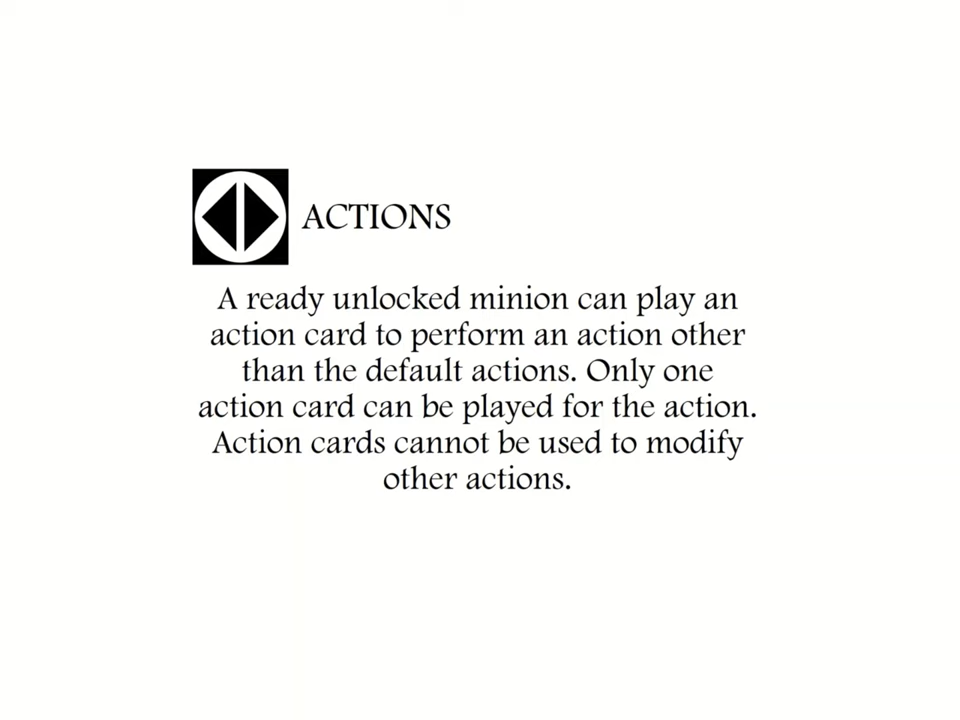 ACTIONS
A ready unlocked minion can play an
action card to perform an action other
than the default actions. Only one
action card can be played for the action.
Action cards cannot be used to modify
other actions.